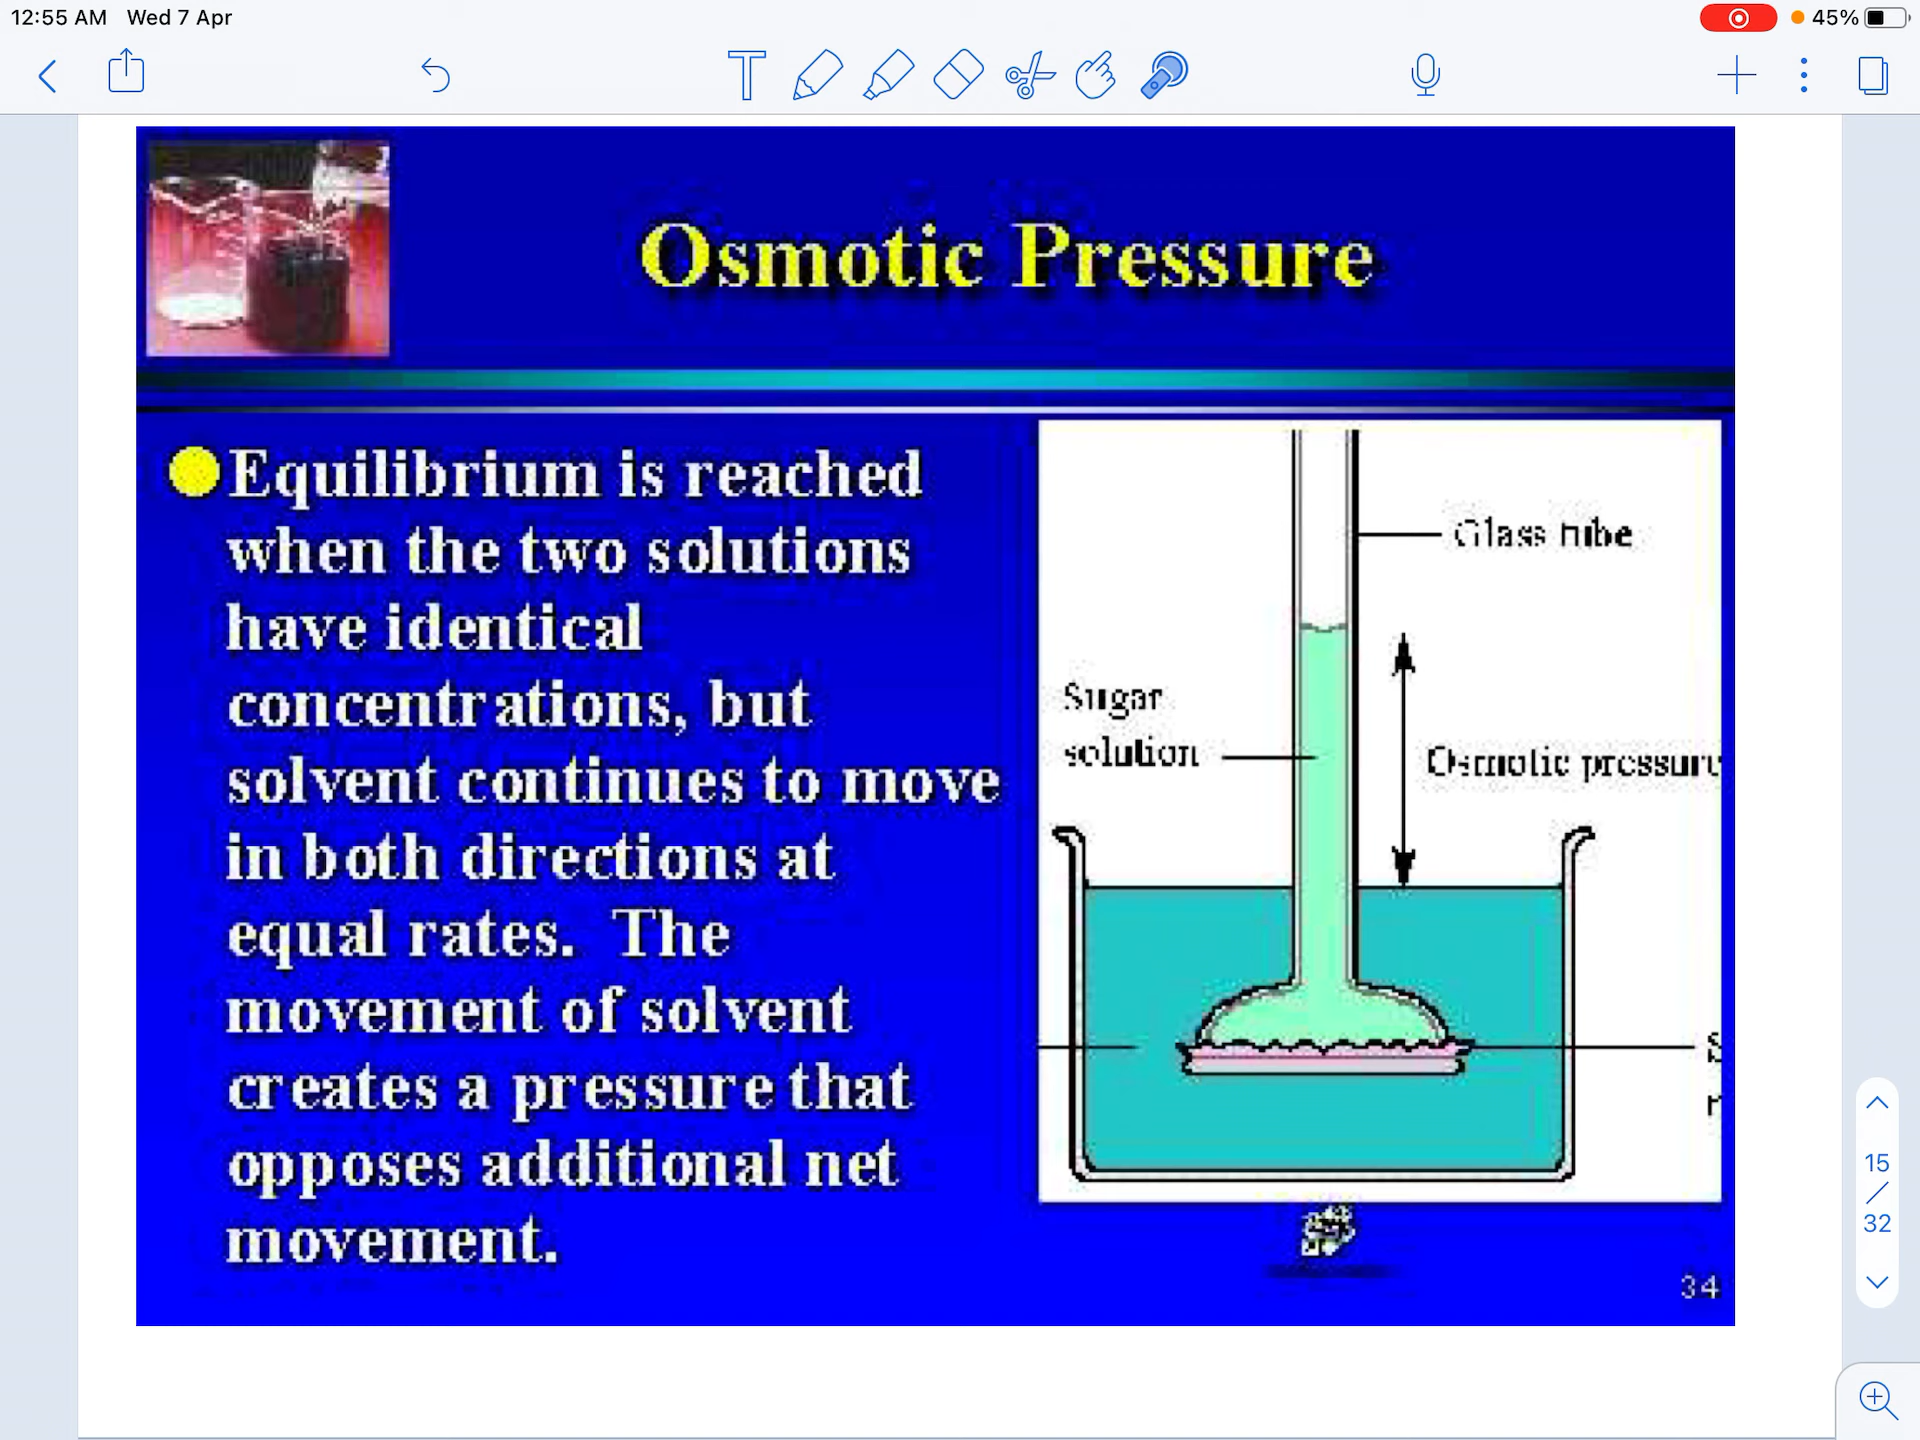 12:55 AM Wed 7 Apr
45%
Osmotic Pressure
Equilibrium is reached
when the two solutions
have identical
concentrations, but
solvent continues to move
in both directions at
equal rates. The
movement of solvent
creates a pressure that
opposes additional net
movement.
Glass tube
Sugar
solution
Osmotic pressure
S
34
15
/
32